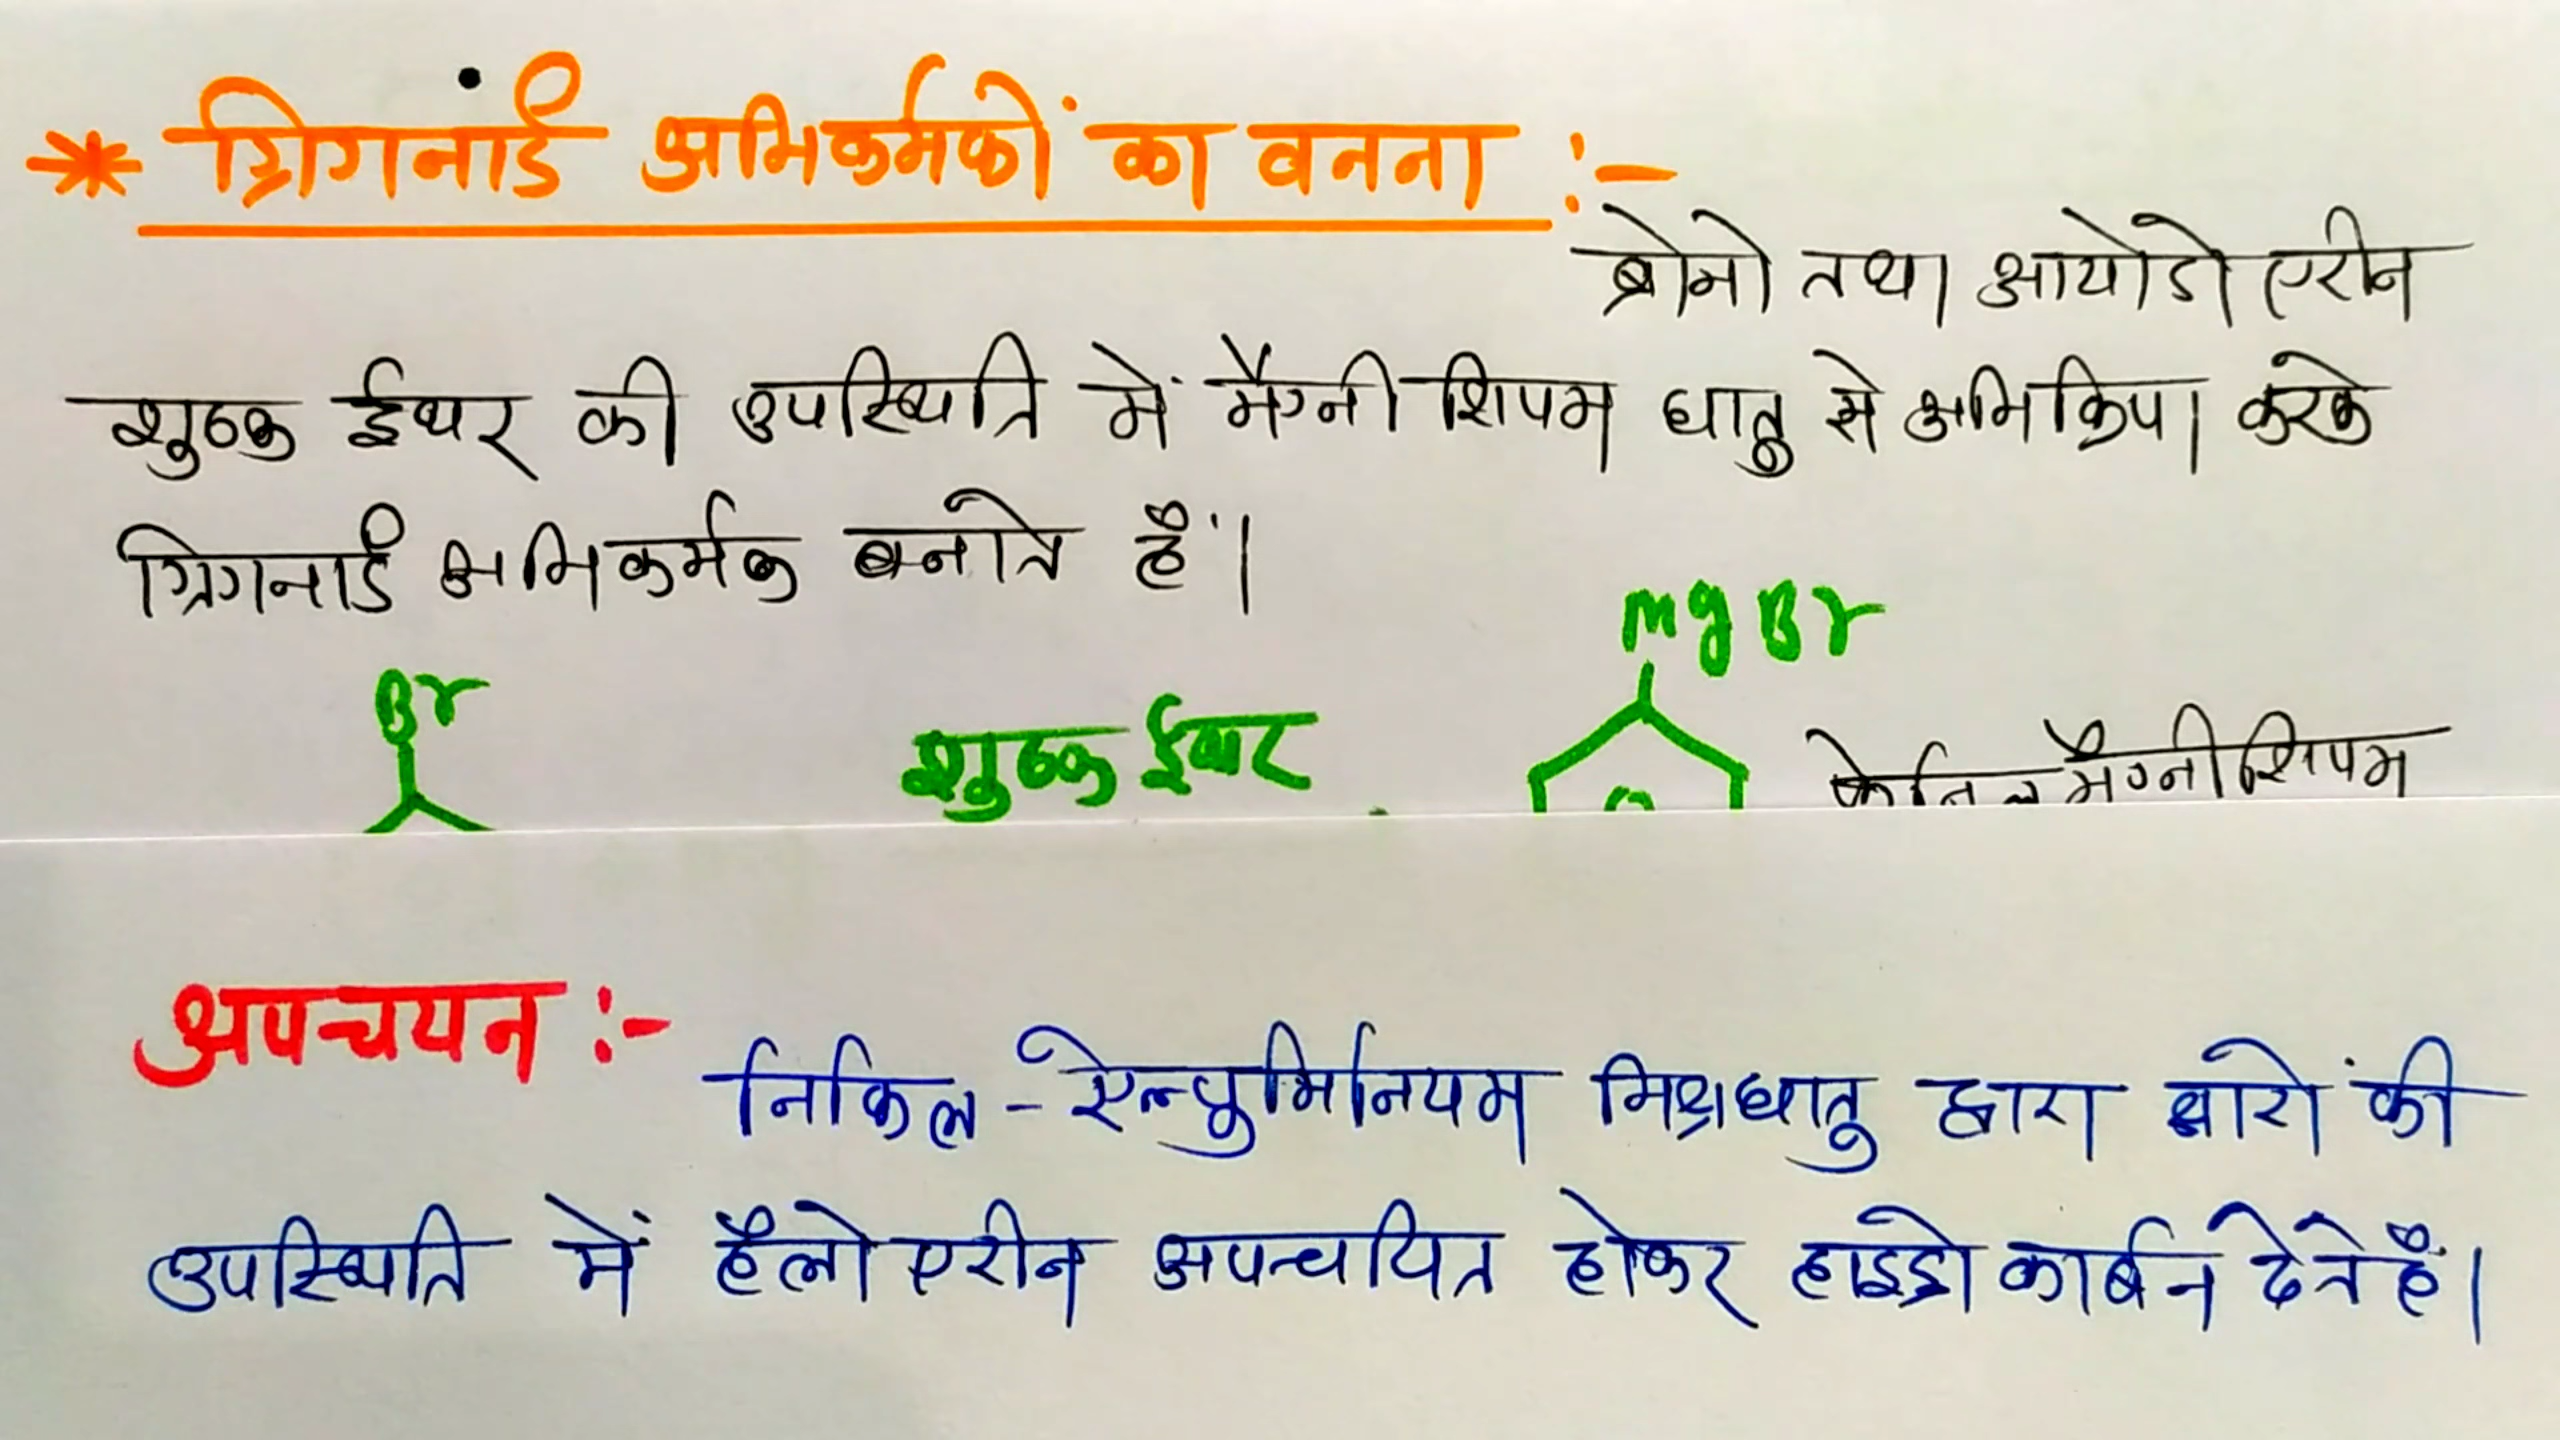 * ग्रिगनार्ड अभिकर्मकों का वनना :-
ब्रोमो तथा आयोडो एरीन
शुष्क ईथर की उपस्थिति में मैग्नीशियम धातु से अभिक्रिया करके
ग्रिगनार्ड अभिकर्मक बनाते हैं।
Br
MgBr
शुष्क ईथर
फेनिल मैग्नीशियम
अपचयन :-
निकिल - ऐल्युमिनियम मिश्रधातु द्वारा क्षारों की
उपस्थिति में हैलोएरीन अपचयित होकर हाइड्रोकार्बन देते हैं।